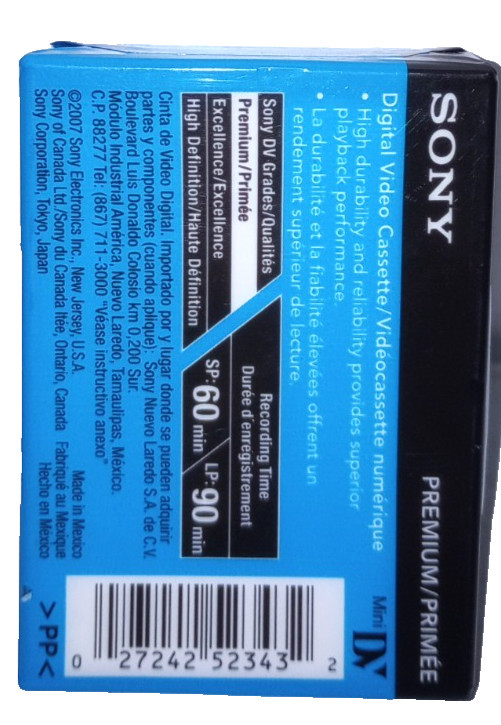 SONY PREMIUM/PRIMÉE
Digital Video Cassette/Vidéocassette numérique
• High durability and reliability provides superior
playback performance.
• La durabilité et la fiabilité élevées offrent un
rendement supérieur de lecture.
Sony DV Grades/Qualités
Premium/Primée
Excellence/Excellence
High Definition/Haute Définition
Recording Time
Durée d'enregistrement
SP: 60 min LP: 90 min
Cinta de Video Digital. Importado por y lugar donde se pueden adquirir
partes y componentes (cuando aplique): Sony Nuevo Laredo S.A. de C.V.
Boulevard Luis Donaldo Colosio Km 0,200 Sur.
Módulo Industrial América, Nuevo Laredo, Tamaulipas, México.
C.P. 88277 Tel: (867) 711-3000 "Véase instructivo anexo"
©2007 Sony Electronics Inc., New Jersey, U.S.A. Made in Mexico
Sony of Canada Ltd./Sony du Canada ltée, Ontario, Canada Fabriqué au Mexique
Sony Corporation, Tokyo, Japan Hecho en México
Mini DV
0 27242 52343 2
>PP<